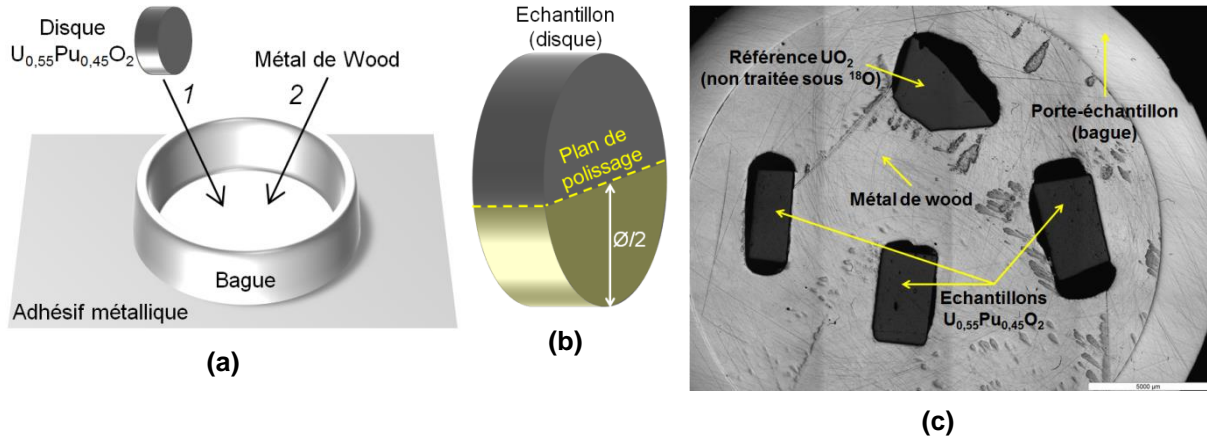 Disque
U0,55Pu0,45O2
Métal de Wood
1
2
Bague
Adhésif métallique
(a)
Echantillon
(disque)
Plan de
polissage
Ø/2
(b)
Référence UO2
(non traitée sous 18O)
Porte-échantillon
(bague)
Métal de wood
Echantillons
U0,55Pu0,45O2
5000 µm
(c)